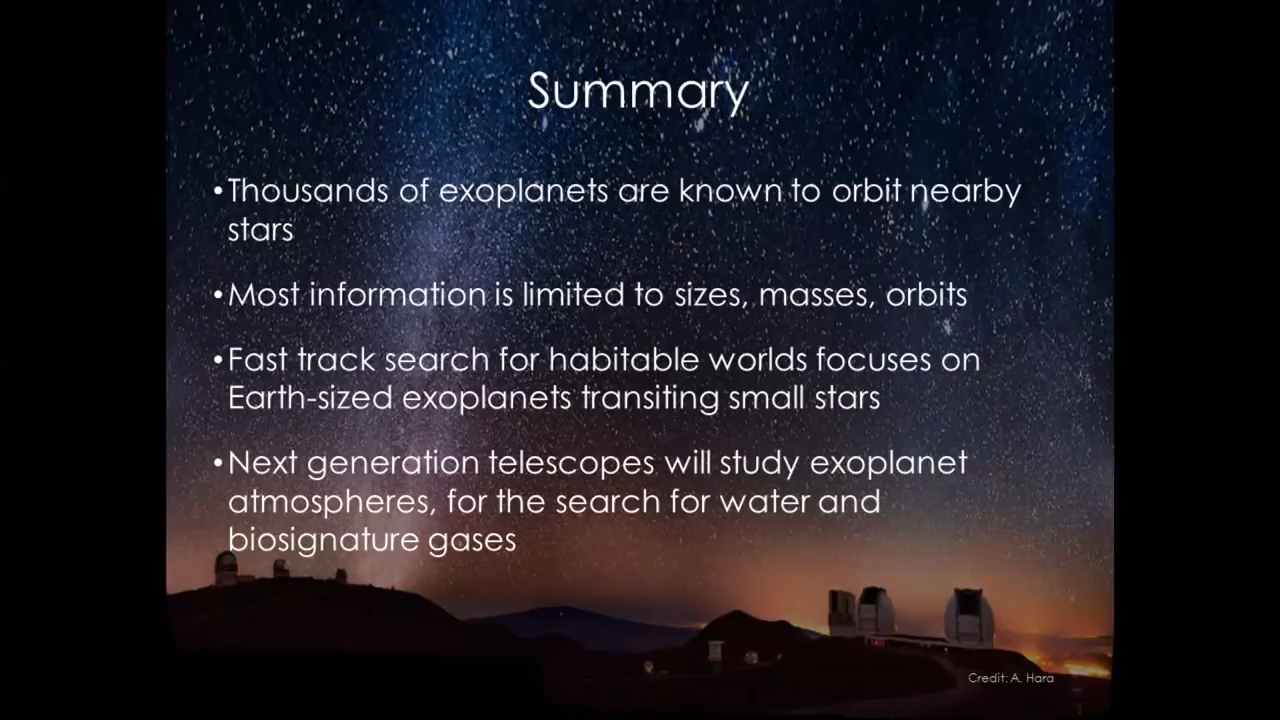 Summary
•Thousands of exoplanets are known to orbit nearby
stars
•Most information is limited to sizes, masses, orbits
•Fast track search for habitable worlds focuses on
Earth-sized exoplanets transiting small stars
•Next generation telescopes will study exoplanet
atmospheres, for the search for water and
biosignature gases
Credit: A. Hara